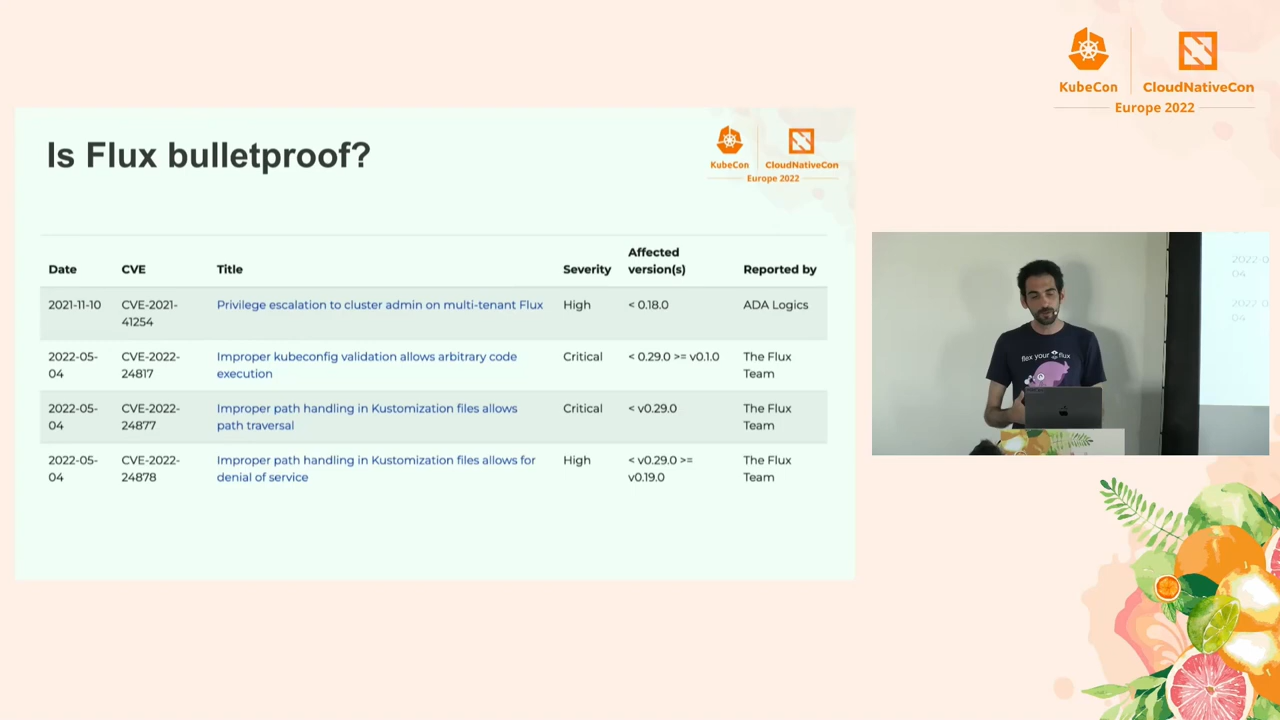 KubeCon
CloudNativeCon
Europe 2022
Is Flux bulletproof?
KubeCon
CloudNativeCon
Europe 2022
Date CVE Title Severity Affected version(s) Reported by
2021-11-10 CVE-2021-41254 Privilege escalation to cluster admin on multi-tenant Flux High < 0.18.0 ADA Logics
2022-05-04 CVE-2022-24817 Improper kubeconfig validation allows arbitrary code execution Critical < 0.29.0 >= v0.1.0 The Flux Team
2022-05-04 CVE-2022-24877 Improper path handling in Kustomization files allows path traversal Critical < v0.29.0 The Flux Team
2022-05-04 CVE-2022-24878 Improper path handling in Kustomization files allows for denial of service High < v0.29.0 >= v0.19.0 The Flux Team
flex your flux
2022-0
04
2022-0
04